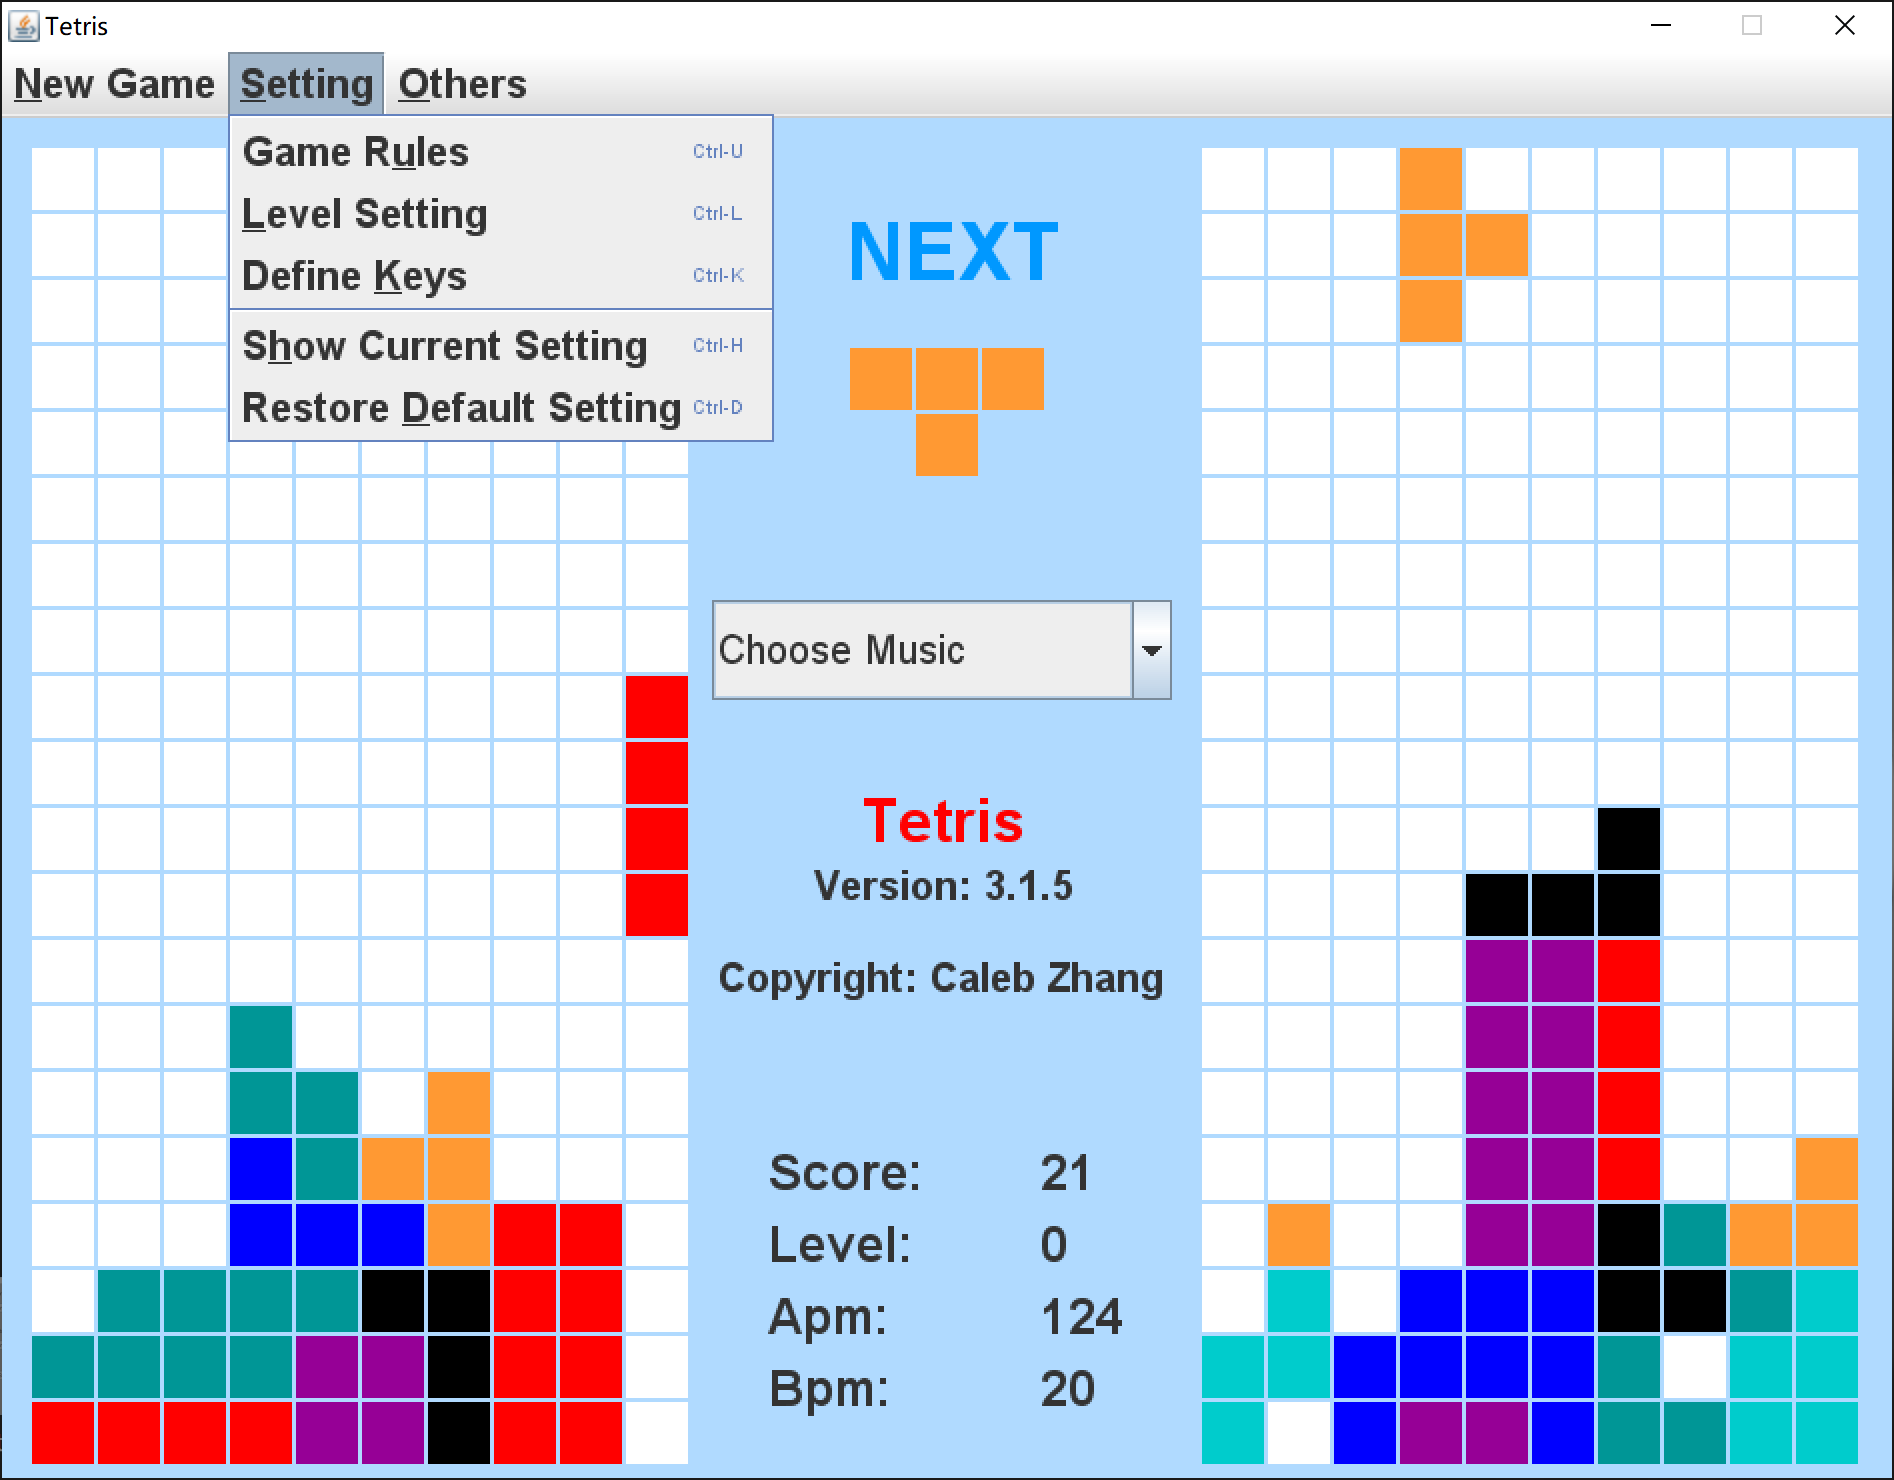 Tetris
New Game Setting Others
Game Rules Ctrl-U
Level Setting Ctrl-L
Define Keys Ctrl-K
Show Current Setting Ctrl-H
Restore Default Setting Ctrl-D
NEXT
Choose Music
Tetris
Version: 3.1.5
Copyright: Caleb Zhang
Score: 21
Level: 0
Apm: 124
Bpm: 20